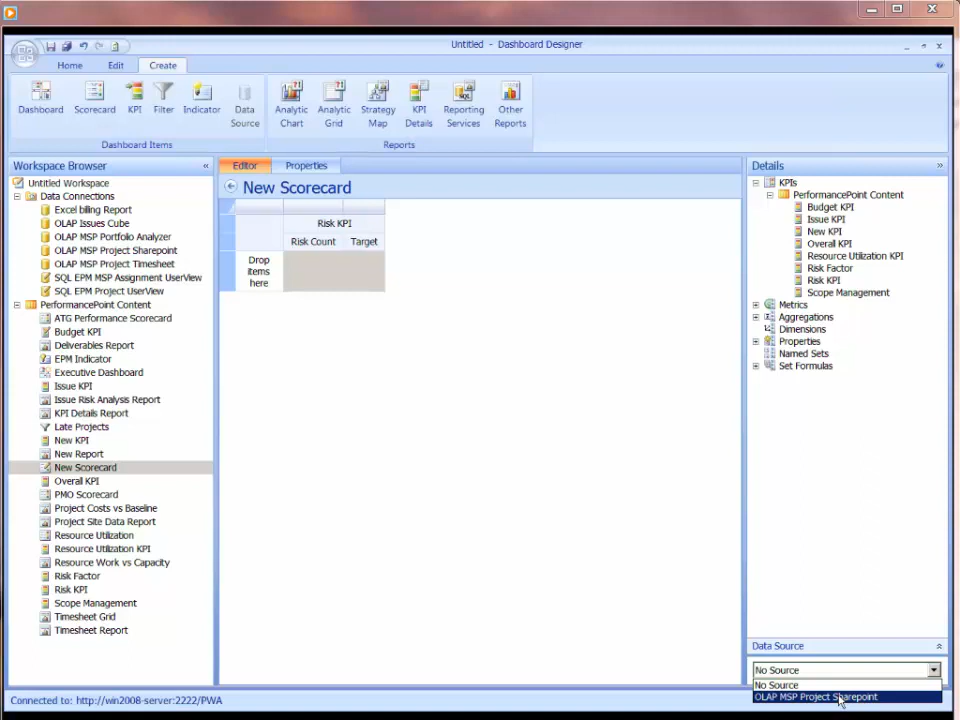 Untitled - Dashboard Designer
Home Edit Create
Dashboard Scorecard KPI Filter Indicator Data Source Analytic Chart Analytic Grid Strategy Map KPI Details Reporting Services Other Reports
Dashboard Items Reports
Workspace Browser «
Untitled Workspace
Data Connections
Excel billing Report
OLAP Issues Cube
OLAP MSP Portfolio Analyzer
OLAP MSP Project Sharepoint
OLAP MSP Project Timesheet
SQL EPM MSP Assignment UserView
SQL EPM Project UserView
PerformancePoint Content
ATG Performance Scorecard
Budget KPI
Deliverables Report
EPM Indicator
Executive Dashboard
Issue KPI
Issue Risk Analysis Report
KPI Details Report
Late Projects
New KPI
New Report
New Scorecard
Overall KPI
PMO Scorecard
Project Costs vs Baseline
Project Site Data Report
Resource Utilization
Resource Utilization KPI
Resource Work vs Capacity
Risk Factor
Risk KPI
Scope Management
Timesheet Grid
Timesheet Report
Editor Properties
New Scorecard
Risk KPI
Risk Count Target
Drop
items
here
Details »
KPIs
PerformancePoint Content
Budget KPI
Issue KPI
New KPI
Overall KPI
Resource Utilization KPI
Risk Factor
Risk KPI
Scope Management
Metrics
Aggregations
Dimensions
Properties
Named Sets
Set Formulas
Data Source
No Source
No Source
OLAP MSP Project Sharepoint
Connected to: http://win2008-server:2222/PWA